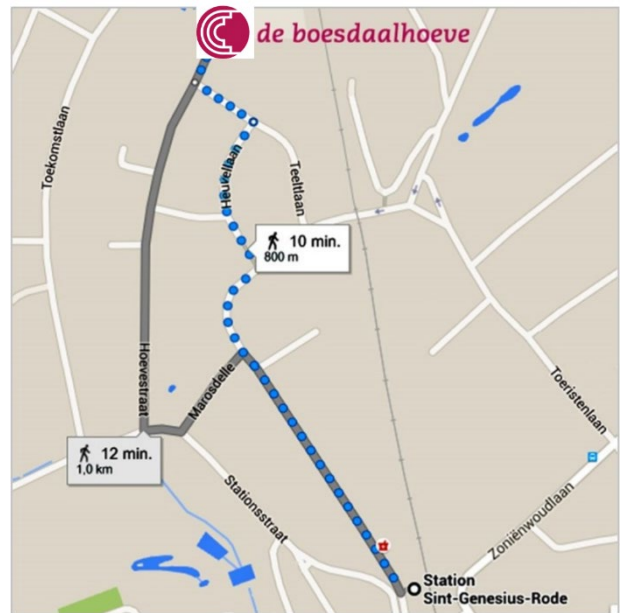 de boesdaalhoeve
Toekomstlaan
Heuvellaan
Teeltlaan
10 min.
800 m
Hoevestraat
Marosdelle
Toeristenlaan
12 min.
1,0 km
Stationsstraat
Zoniënwoudlaan
Station
Sint-Genesius-Rode